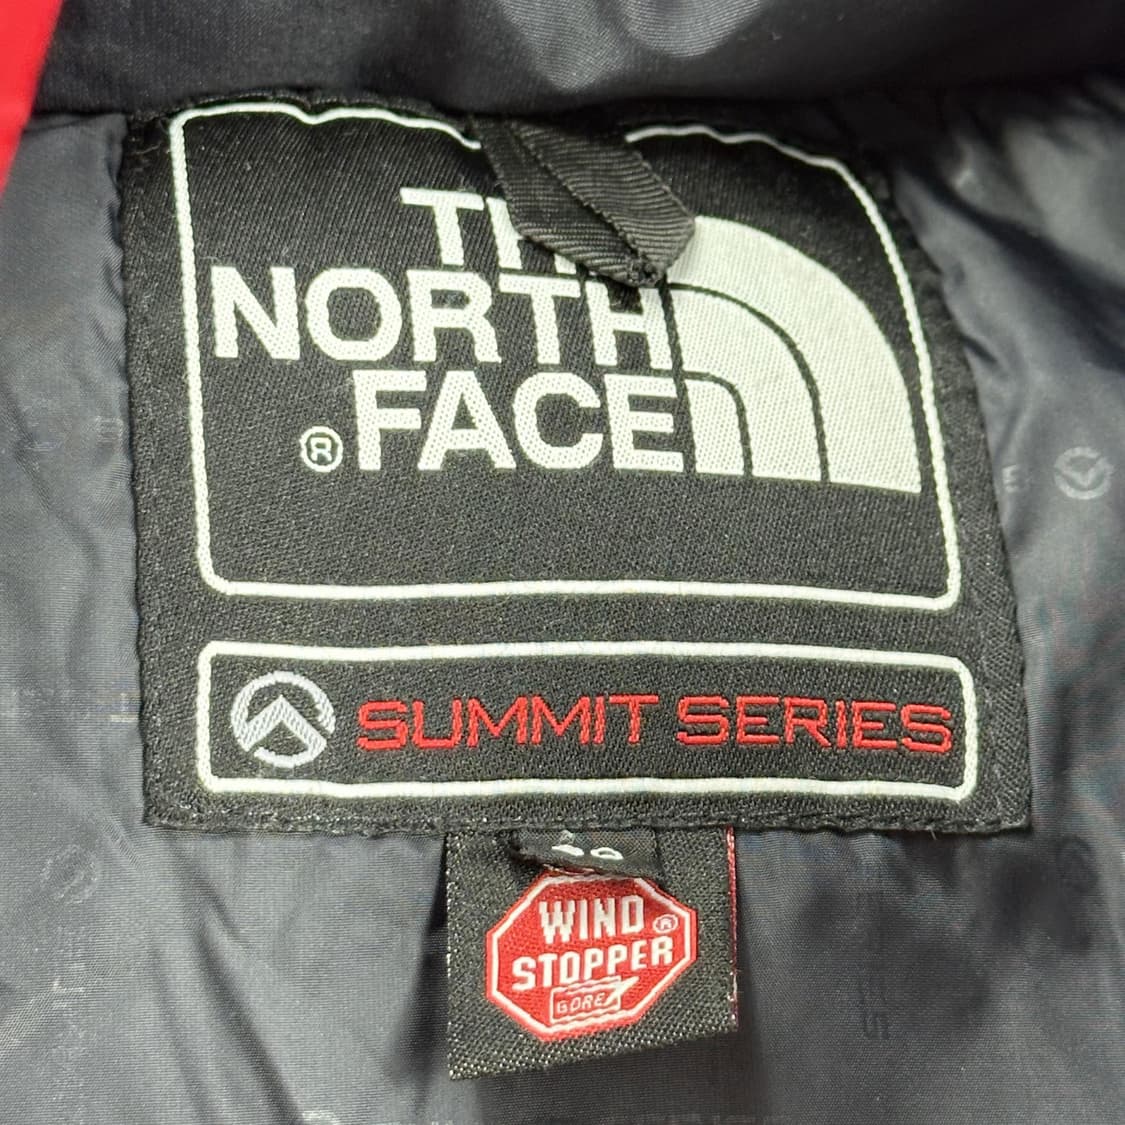 THE
NORTH
FACE
®
SUMMIT SERIES
WIND
STOPPER
®
GORE